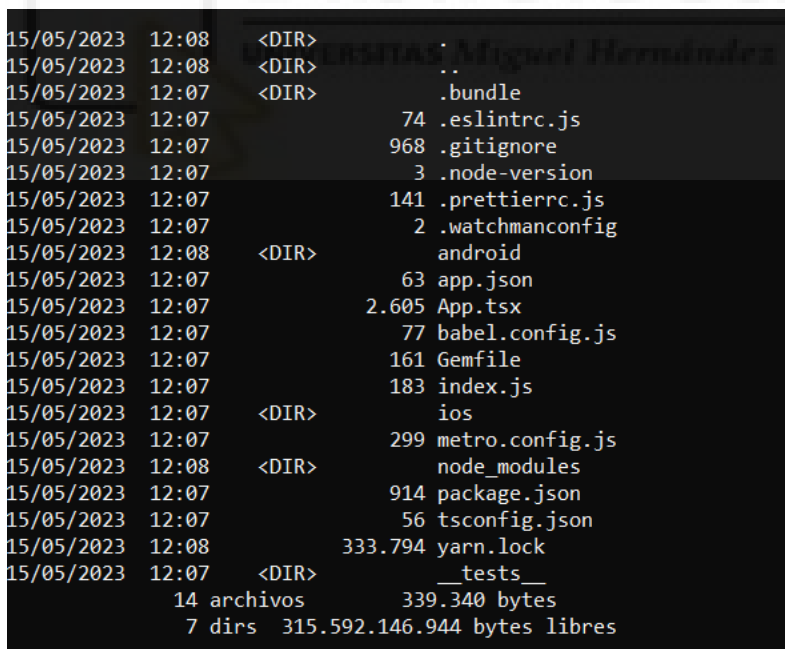 UNIVERSITAS Miguel Hernández
15/05/2023  12:08    <DIR>          .
15/05/2023  12:08    <DIR>          ..
15/05/2023  12:07    <DIR>          .bundle
15/05/2023  12:07                74 .eslintrc.js
15/05/2023  12:07               968 .gitignore
15/05/2023  12:07                 3 .node-version
15/05/2023  12:07               141 .prettierrc.js
15/05/2023  12:07                 2 .watchmanconfig
15/05/2023  12:08    <DIR>          android
15/05/2023  12:07                63 app.json
15/05/2023  12:07             2.605 App.tsx
15/05/2023  12:07                77 babel.config.js
15/05/2023  12:07               161 Gemfile
15/05/2023  12:07               183 index.js
15/05/2023  12:07    <DIR>          ios
15/05/2023  12:07               299 metro.config.js
15/05/2023  12:08    <DIR>          node_modules
15/05/2023  12:07               914 package.json
15/05/2023  12:07                56 tsconfig.json
15/05/2023  12:08           333.794 yarn.lock
15/05/2023  12:07    <DIR>          __tests__
14 archivos        339.340 bytes
7 dirs  315.592.146.944 bytes libres